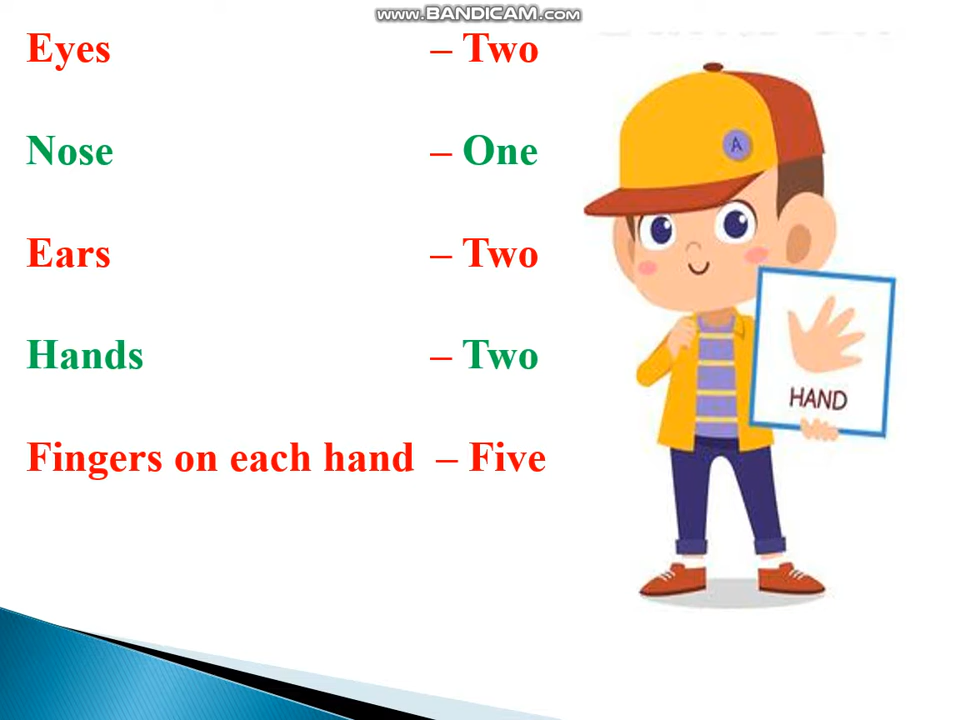 www.BANDICAM.com
Eyes – Two
Nose – One
Ears – Two
Hands – Two
Fingers on each hand – Five
A
HAND